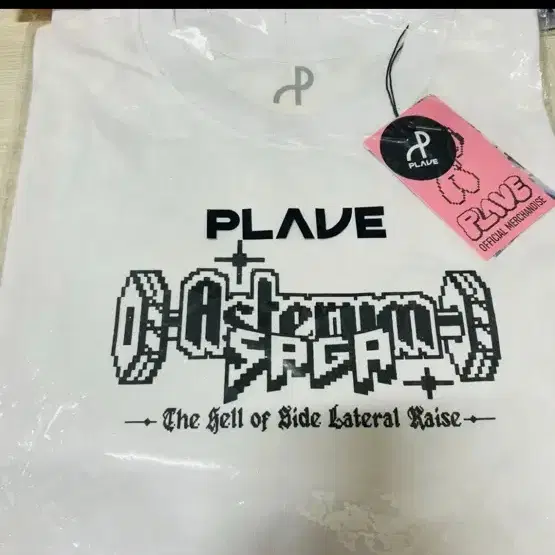 PLAVE
PLAVE
OFFICIAL MERCHANDISE
PLAVE
Asterum
SAGA
The Hell of Side Lateral Raise